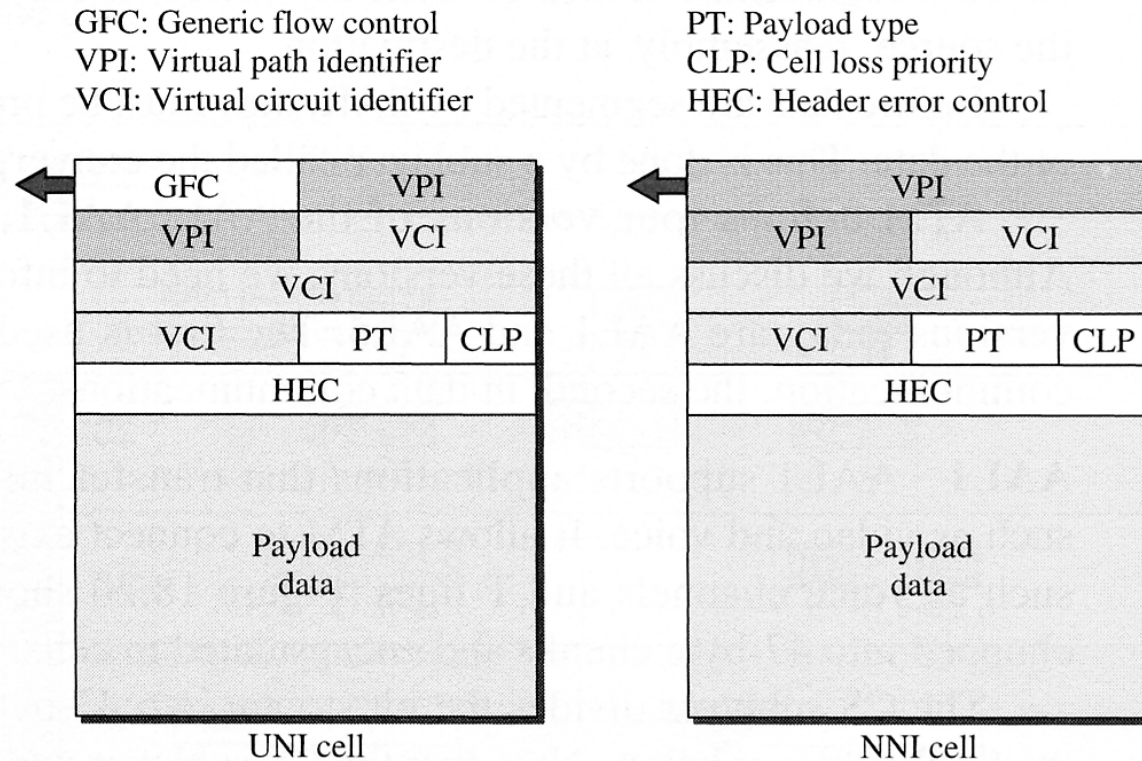 GFC: Generic flow control
VPI: Virtual path identifier
VCI: Virtual circuit identifier
PT: Payload type
CLP: Cell loss priority
HEC: Header error control
GFC VPI
VPI VCI
VCI
VCI PT CLP
HEC
Payload
data
UNI cell
VPI
VPI VCI
VCI
VCI PT CLP
HEC
Payload
data
NNI cell